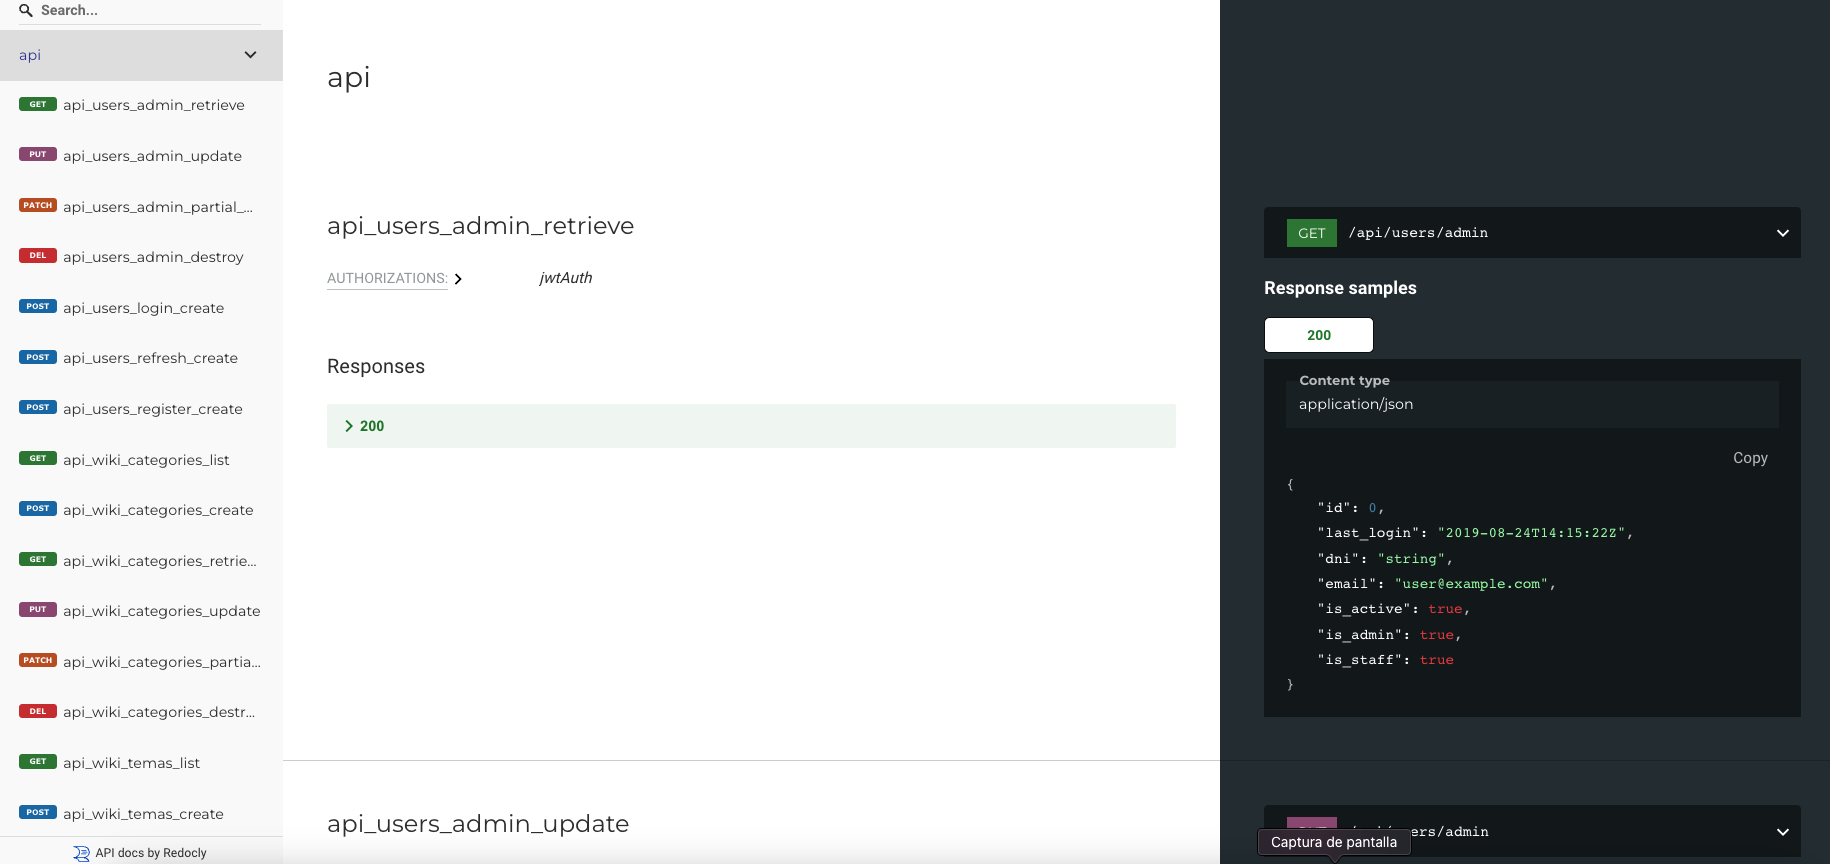 Search...
api
GET api_users_admin_retrieve
PUT api_users_admin_update
PATCH api_users_admin_partial_...
DEL api_users_admin_destroy
POST api_users_login_create
POST api_users_refresh_create
POST api_users_register_create
GET api_wiki_categories_list
POST api_wiki_categories_create
GET api_wiki_categories_retrie...
PUT api_wiki_categories_update
PATCH api_wiki_categories_partia...
DEL api_wiki_categories_destr...
GET api_wiki_temas_list
POST api_wiki_temas_create
API docs by Redocly
api
api_users_admin_retrieve
AUTHORIZATIONS: jwtAuth
Responses
200
api_users_admin_update
GET /api/users/admin
Response samples
200
Content type
application/json
Copy
{
"id": 0,
"last_login": "2019-08-24T14:15:22Z",
"dni": "string",
"email": "user@example.com",
"is_active": true,
"is_admin": true,
"is_staff": true
}
ers/admin
Captura de pantalla